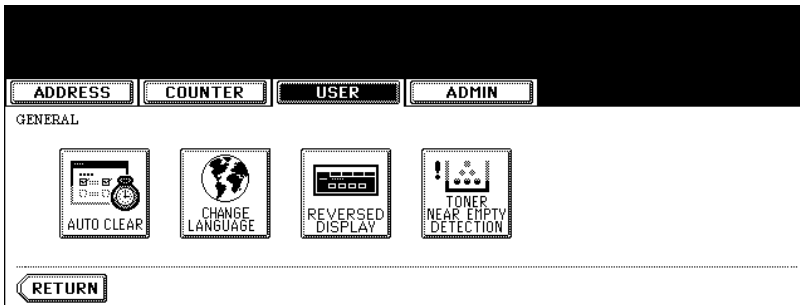 ADDRESS COUNTER USER ADMIN
GENERAL
AUTO CLEAR
CHANGE
LANGUAGE
REVERSED
DISPLAY
TONER
NEAR EMPTY
DETECTION
RETURN